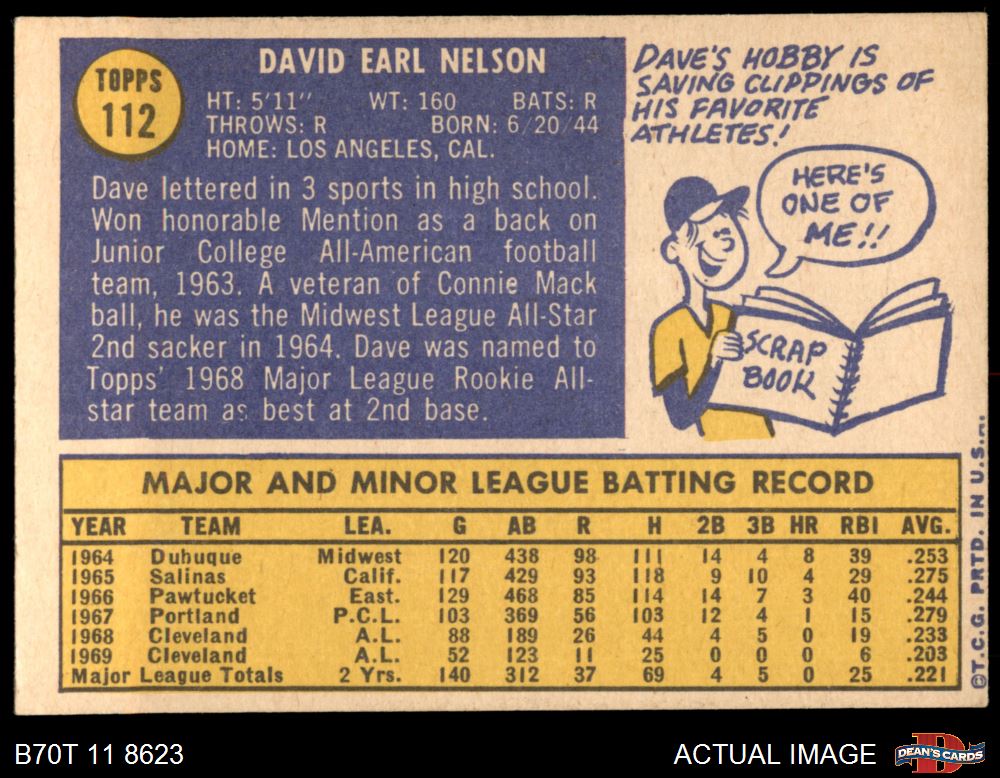 TOPPS
112
DAVID EARL NELSON
HT: 5'11" WT: 160 BATS: R
THROWS: R BORN: 6/20/44
HOME: LOS ANGELES, CAL.
Dave lettered in 3 sports in high school.
Won honorable Mention as a back on
Junior College All-American football
team, 1963. A veteran of Connie Mack
ball, he was the Midwest League All-Star
2nd sacker in 1964. Dave was named to
Topps' 1968 Major League Rookie All-
star team as best at 2nd base.
DAVE'S HOBBY IS
SAVING CLIPPINGS OF
HIS FAVORITE
ATHLETES!
HERE'S
ONE OF
ME!!
SCRAP
BOOK
MAJOR AND MINOR LEAGUE BATTING RECORD
YEAR TEAM LEA. G AB R H 2B 3B HR RBI AVG.
1964 Dubuque Midwest 120 438 98 111 14 4 8 39 .253
1965 Salinas Calif. 117 429 93 118 9 10 4 29 .275
1966 Pawtucket East. 129 468 85 114 14 7 3 40 .244
1967 Portland P.C.L. 103 369 56 103 12 4 1 15 .279
1968 Cleveland A.L. 88 189 26 44 4 5 0 19 .233
1969 Cleveland A.L. 52 123 11 25 0 0 0 6 .203
Major League Totals 2 Yrs. 140 312 37 69 4 5 0 25 .221
©T.C.G. PRTD. IN U.S.A.
B70T 11 8623
ACTUAL IMAGE
DEAN'S CARDS